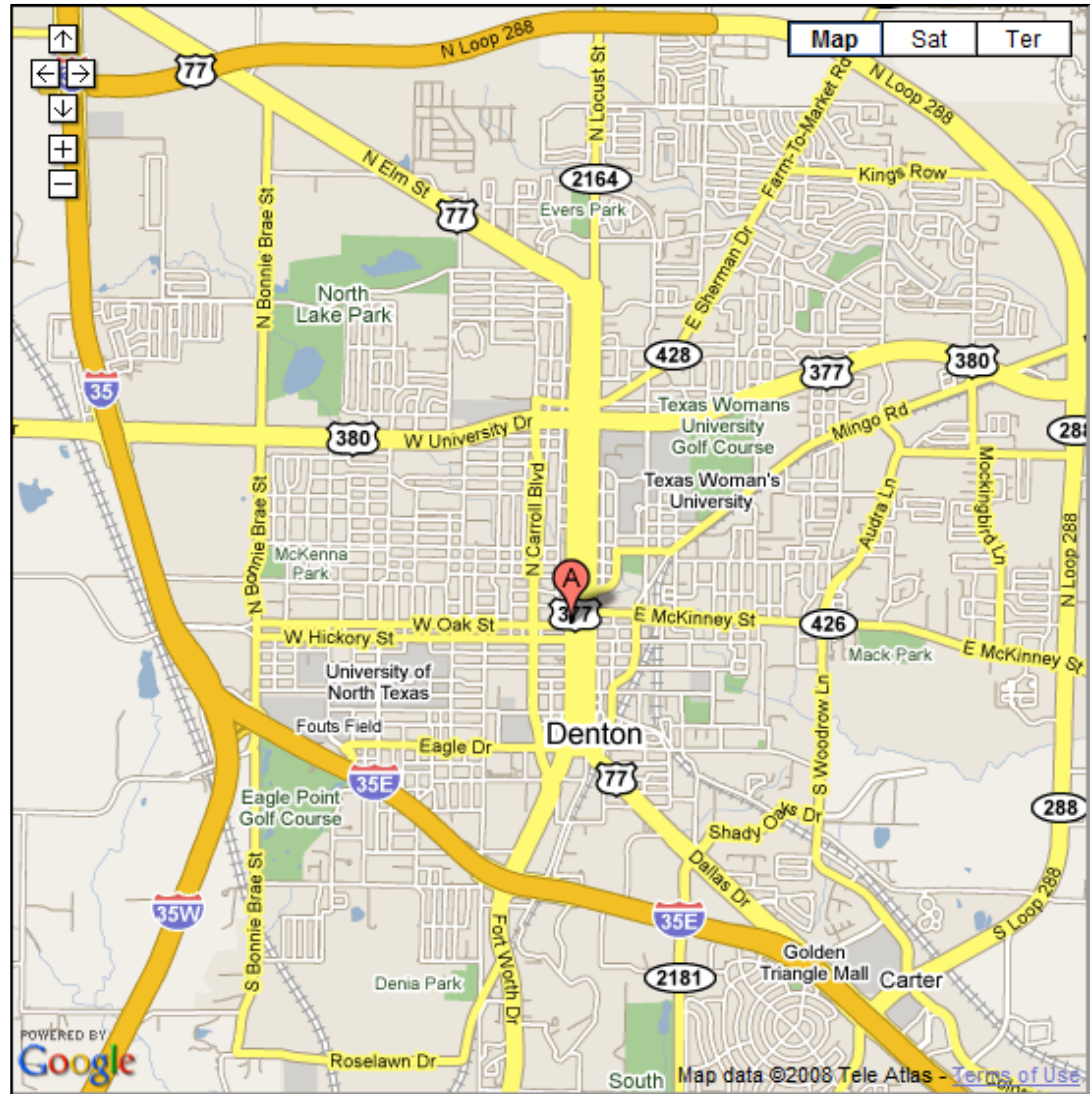 N Loop 288
77
Map
Sat
Ter
N Locust St
Farm-To-Market Rd
N Loop 288
N Elm St
2164
Kings Row
77
Evers Park
N Bonnie Brae St
North
Lake Park
E Sherman Dr
428
377
380
35
Texas Womans
University
Golf Course
Mingo Rd
380
W University Dr
288
N Carroll Blvd
Texas Woman's
University
Mockingbird Ln
Audra Ln
N Bonnie Brae St
McKenna
Park
N Loop 288
A
377
W Oak St
E McKinney St
426
W Hickory St
Mack Park
E McKinney St
University of
North Texas
Fouts Field
Denton
Eagle Dr
S Woodrow Ln
35E
77
Eagle Point
Golf Course
288
Shady Oaks Dr
Dallas Dr
S Bonnie Brae St
35W
35E
S Loop 288
Fort Worth Dr
Golden
Triangle Mall
Denia Park
2181
Carter
POWERED BY
Google
Roselawn Dr
South
Map data ©2008 Tele Atlas - Terms of Use